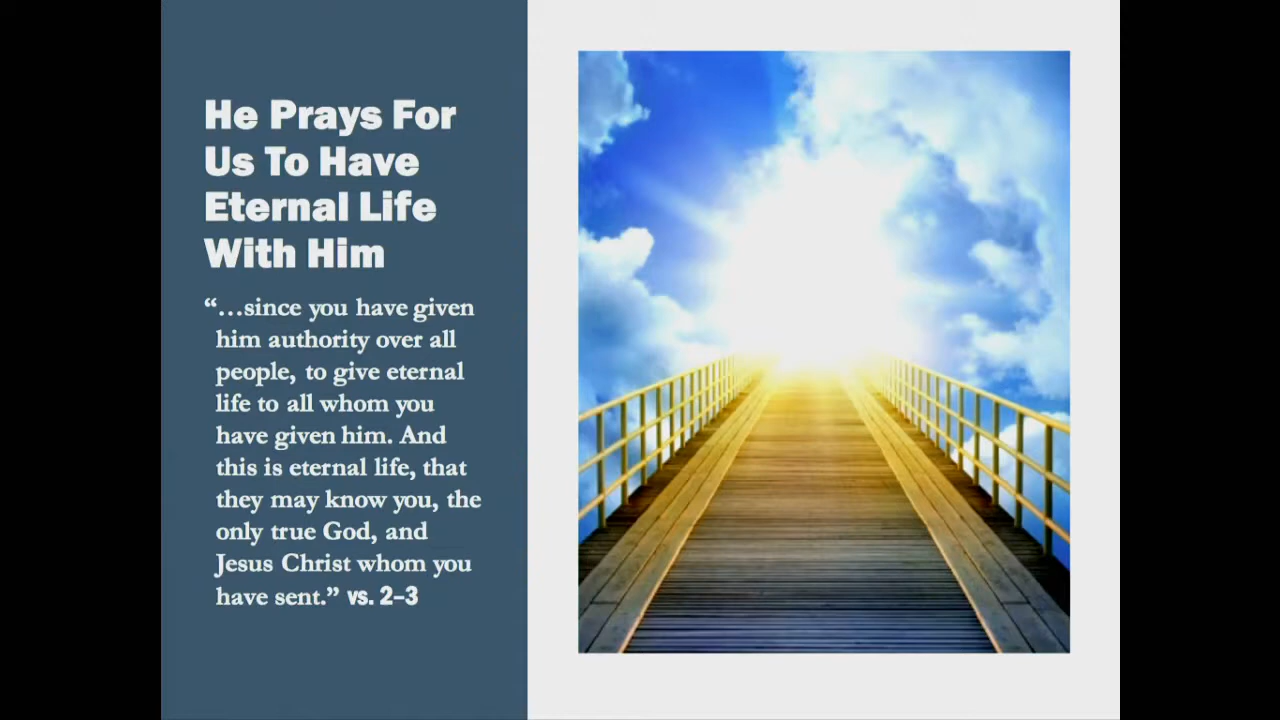 He Prays For
Us To Have
Eternal Life
With Him
“…since you have given
him authority over all
people, to give eternal
life to all whom you
have given him. And
this is eternal life, that
they may know you, the
only true God, and
Jesus Christ whom you
have sent.” vs. 2–3